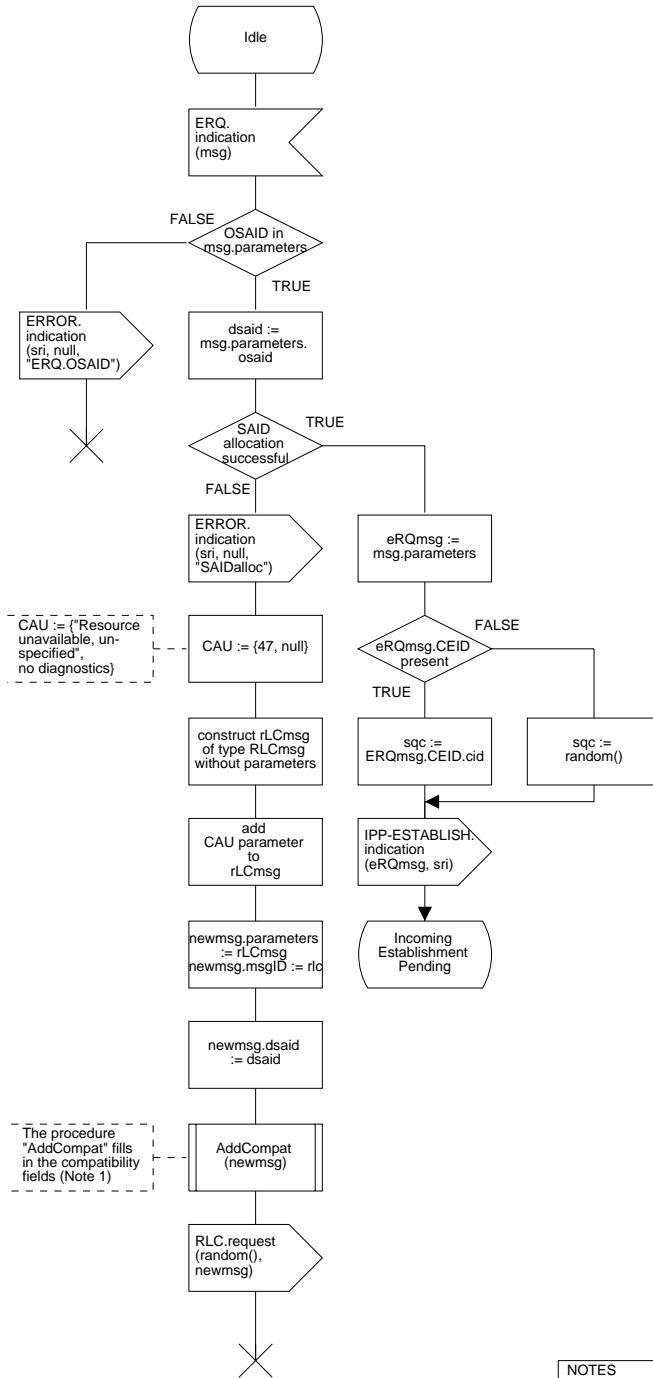 Idle
ERQ.
indication
(msg)
FALSE
OSAID in
msg.parameters
TRUE
ERROR.
indication
(sri, null,
"ERQ.OSAID")
dsaid :=
msg.parameters.
osaid
TRUE
SAID
allocation
successful
FALSE
ERROR.
indication
(sri, null,
"SAIDalloc")
eRQmsg :=
msg.parameters
CAU := {"Resource
unavailable, un-
specified",
no diagnostics}
CAU := {47, null}
FALSE
eRQmsg.CEID
present
TRUE
construct rLCmsg
of type RLCmsg
without parameters
sqc :=
ERQmsg.CEID.cid
sqc :=
random()
add
CAU parameter
to
rLCmsg
IPP-ESTABLISH.
indication
(eRQmsg, sri)
newmsg.parameters
:= rLCmsg
newmsg.msgID := rlc
Incoming
Establishment
Pending
newmsg.dsaid
:= dsaid
The procedure
"AddCompat" fills
in the compatibility
fields (Note 1)
AddCompat
(newmsg)
RLC.request
(random(),
newmsg)
NOTES